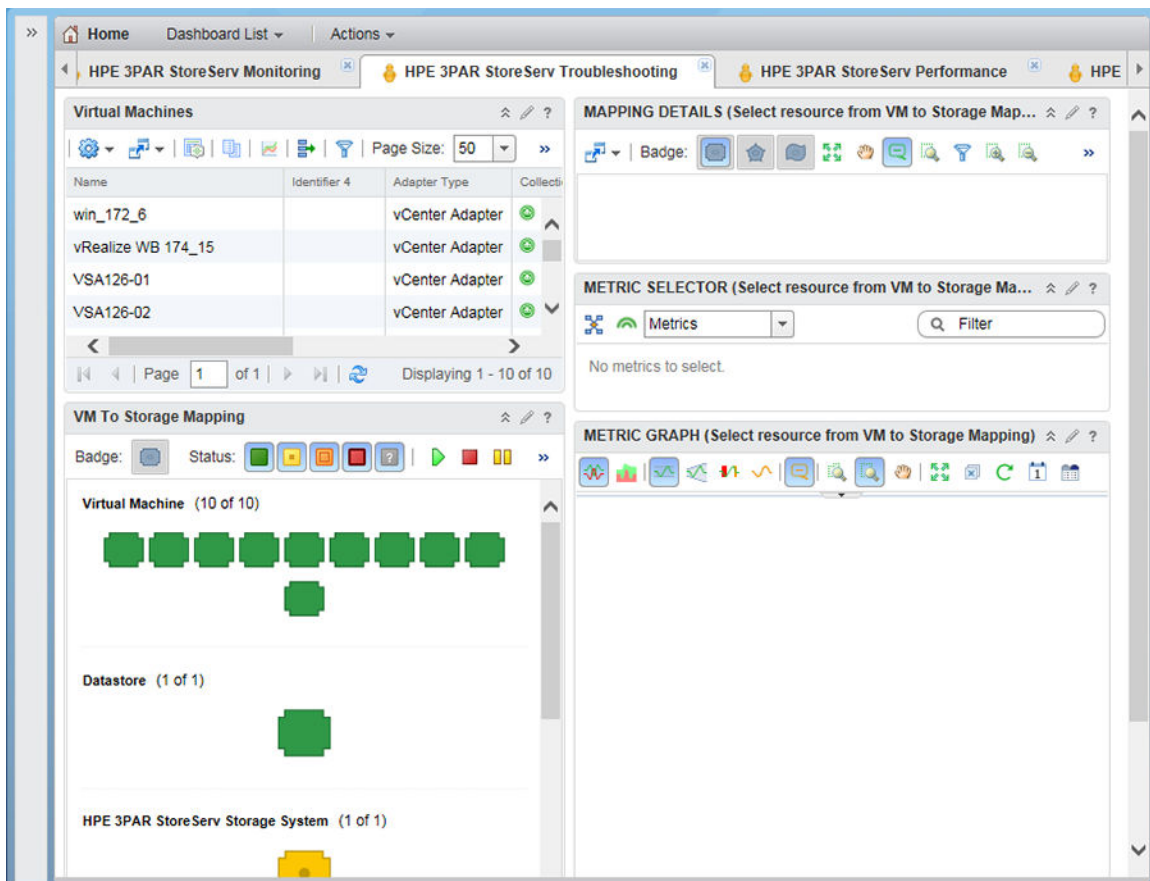 »
Home Dashboard List Actions
HPE 3PAR StoreServ Monitoring HPE 3PAR StoreServ Troubleshooting HPE 3PAR StoreServ Performance HPE
Virtual Machines ?
Page Size: 50 »
Name Identifier 4 Adapter Type Collecti
win_172_6 vCenter Adapter
vRealize WB 174_15 vCenter Adapter
VSA126-01 vCenter Adapter
VSA126-02 vCenter Adapter
Page 1 of 1 Displaying 1 - 10 of 10
VM To Storage Mapping ?
Badge: Status: ? »
Virtual Machine (10 of 10)
Datastore (1 of 1)
HPE 3PAR StoreServ Storage System (1 of 1)
MAPPING DETAILS (Select resource from VM to Storage Map... ?
Badge: »
METRIC SELECTOR (Select resource from VM to Storage Ma... ?
Metrics Filter
No metrics to select.
METRIC GRAPH (Select resource from VM to Storage Mapping) ?
1